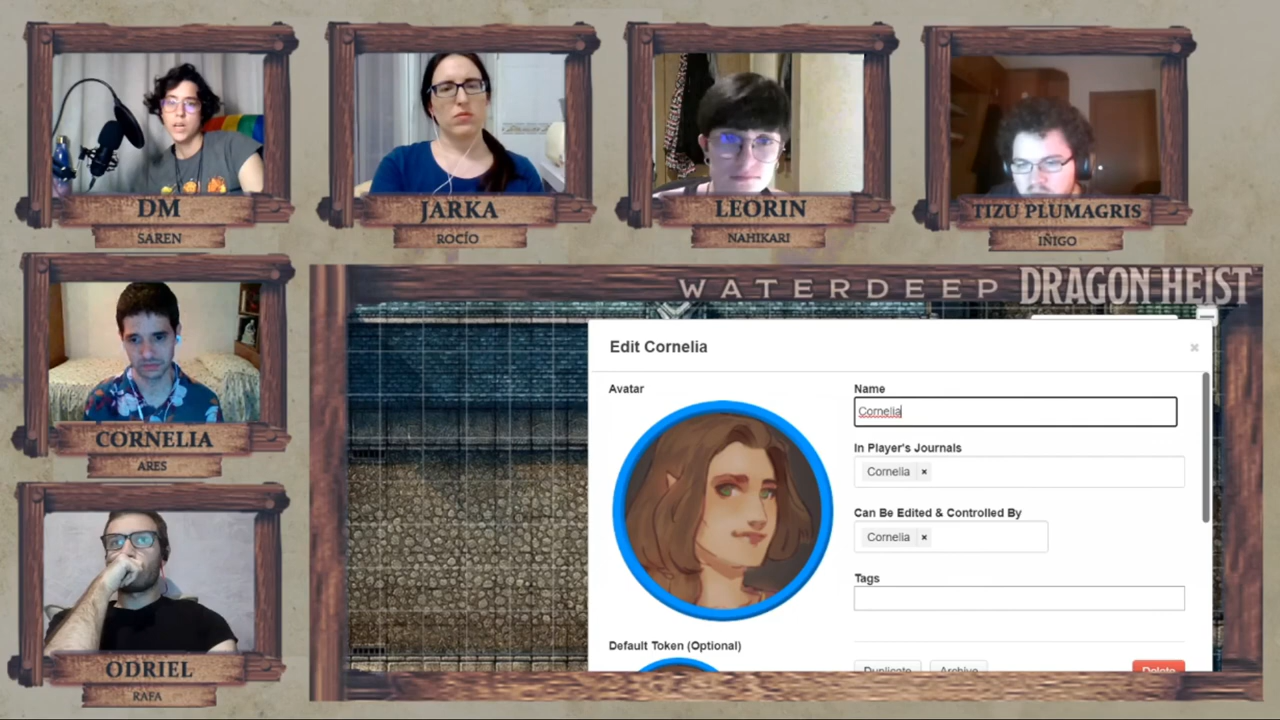 DM
SAREN
JARKA
ROCÍO
LEORIN
NAHIKARI
TIZU PLUMAGRIS
IÑIGO
CORNELIA
ARES
ODRIEL
RAFA
WATERDEEP DRAGON HEIST
Edit Cornelia
×
Avatar
Name
Cornelia
In Player's Journals
Cornelia ×
Can Be Edited & Controlled By
Cornelia ×
Tags
Default Token (Optional)
Duplicate Archive Delete